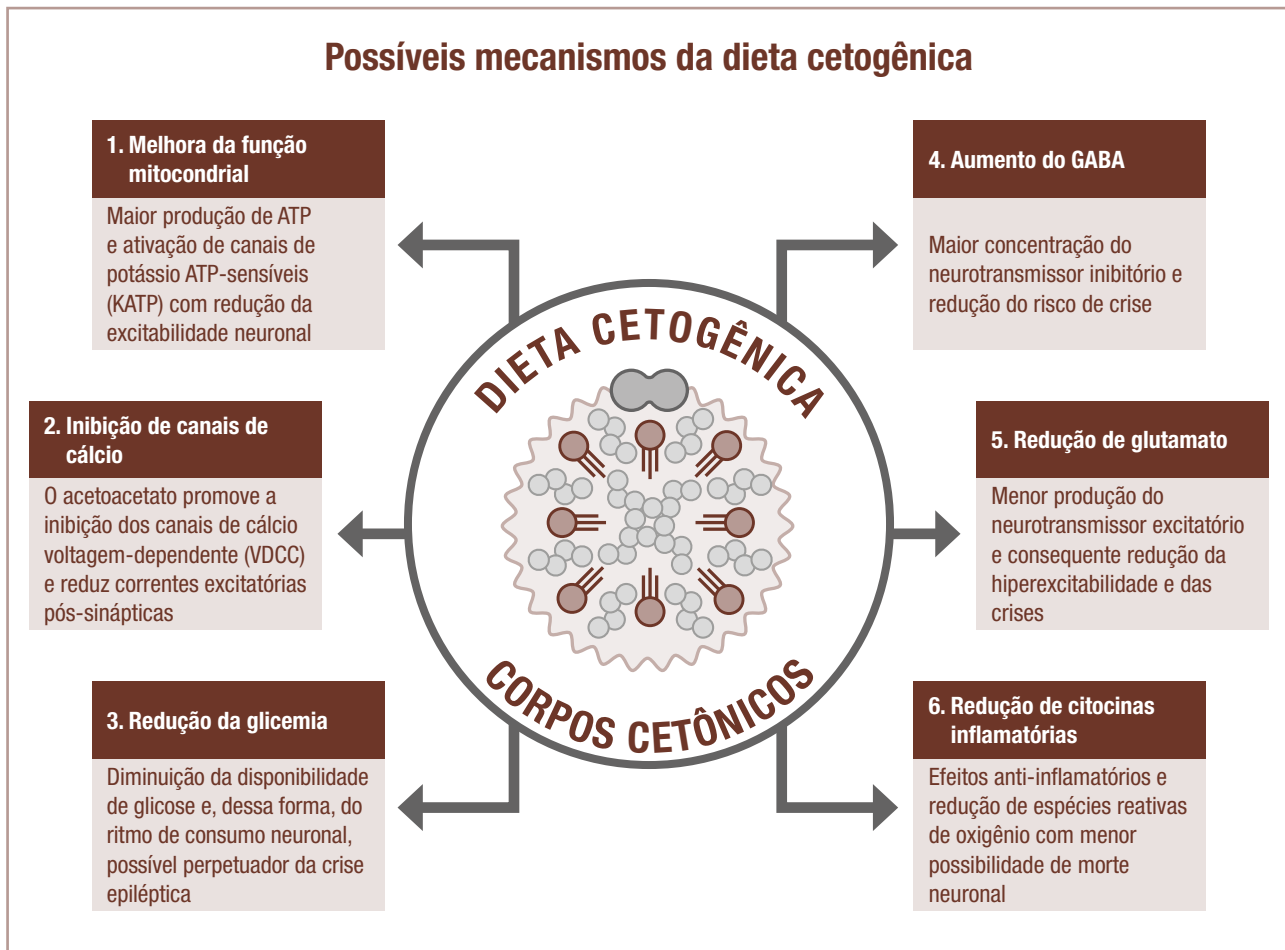 Possíveis mecanismos da dieta cetogênica
1. Melhora da função
mitocondrial
Maior produção de ATP
e ativação de canais de
potássio ATP-sensíveis
(KATP) com redução da
excitabilidade neuronal
2. Inibição de canais de
cálcio
O acetoacetato promove a
inibição dos canais de cálcio
voltagem-dependente (VDCC)
e reduz correntes excitatórias
pós-sinápticas
3. Redução da glicemia
Diminuição da disponibilidade
de glicose e, dessa forma, do
ritmo de consumo neuronal,
possível perpetuador da crise
epiléptica
DIETA CETOGÊNICA
CORPOS CETÔNICOS
4. Aumento do GABA
Maior concentração do
neurotransmissor inibitório e
redução do risco de crise
5. Redução de glutamato
Menor produção do
neurotransmissor excitatório
e consequente redução da
hiperexcitabilidade e das
crises
6. Redução de citocinas
inflamatórias
Efeitos anti-inflamatórios e
redução de espécies reativas
de oxigênio com menor
possibilidade de morte
neuronal